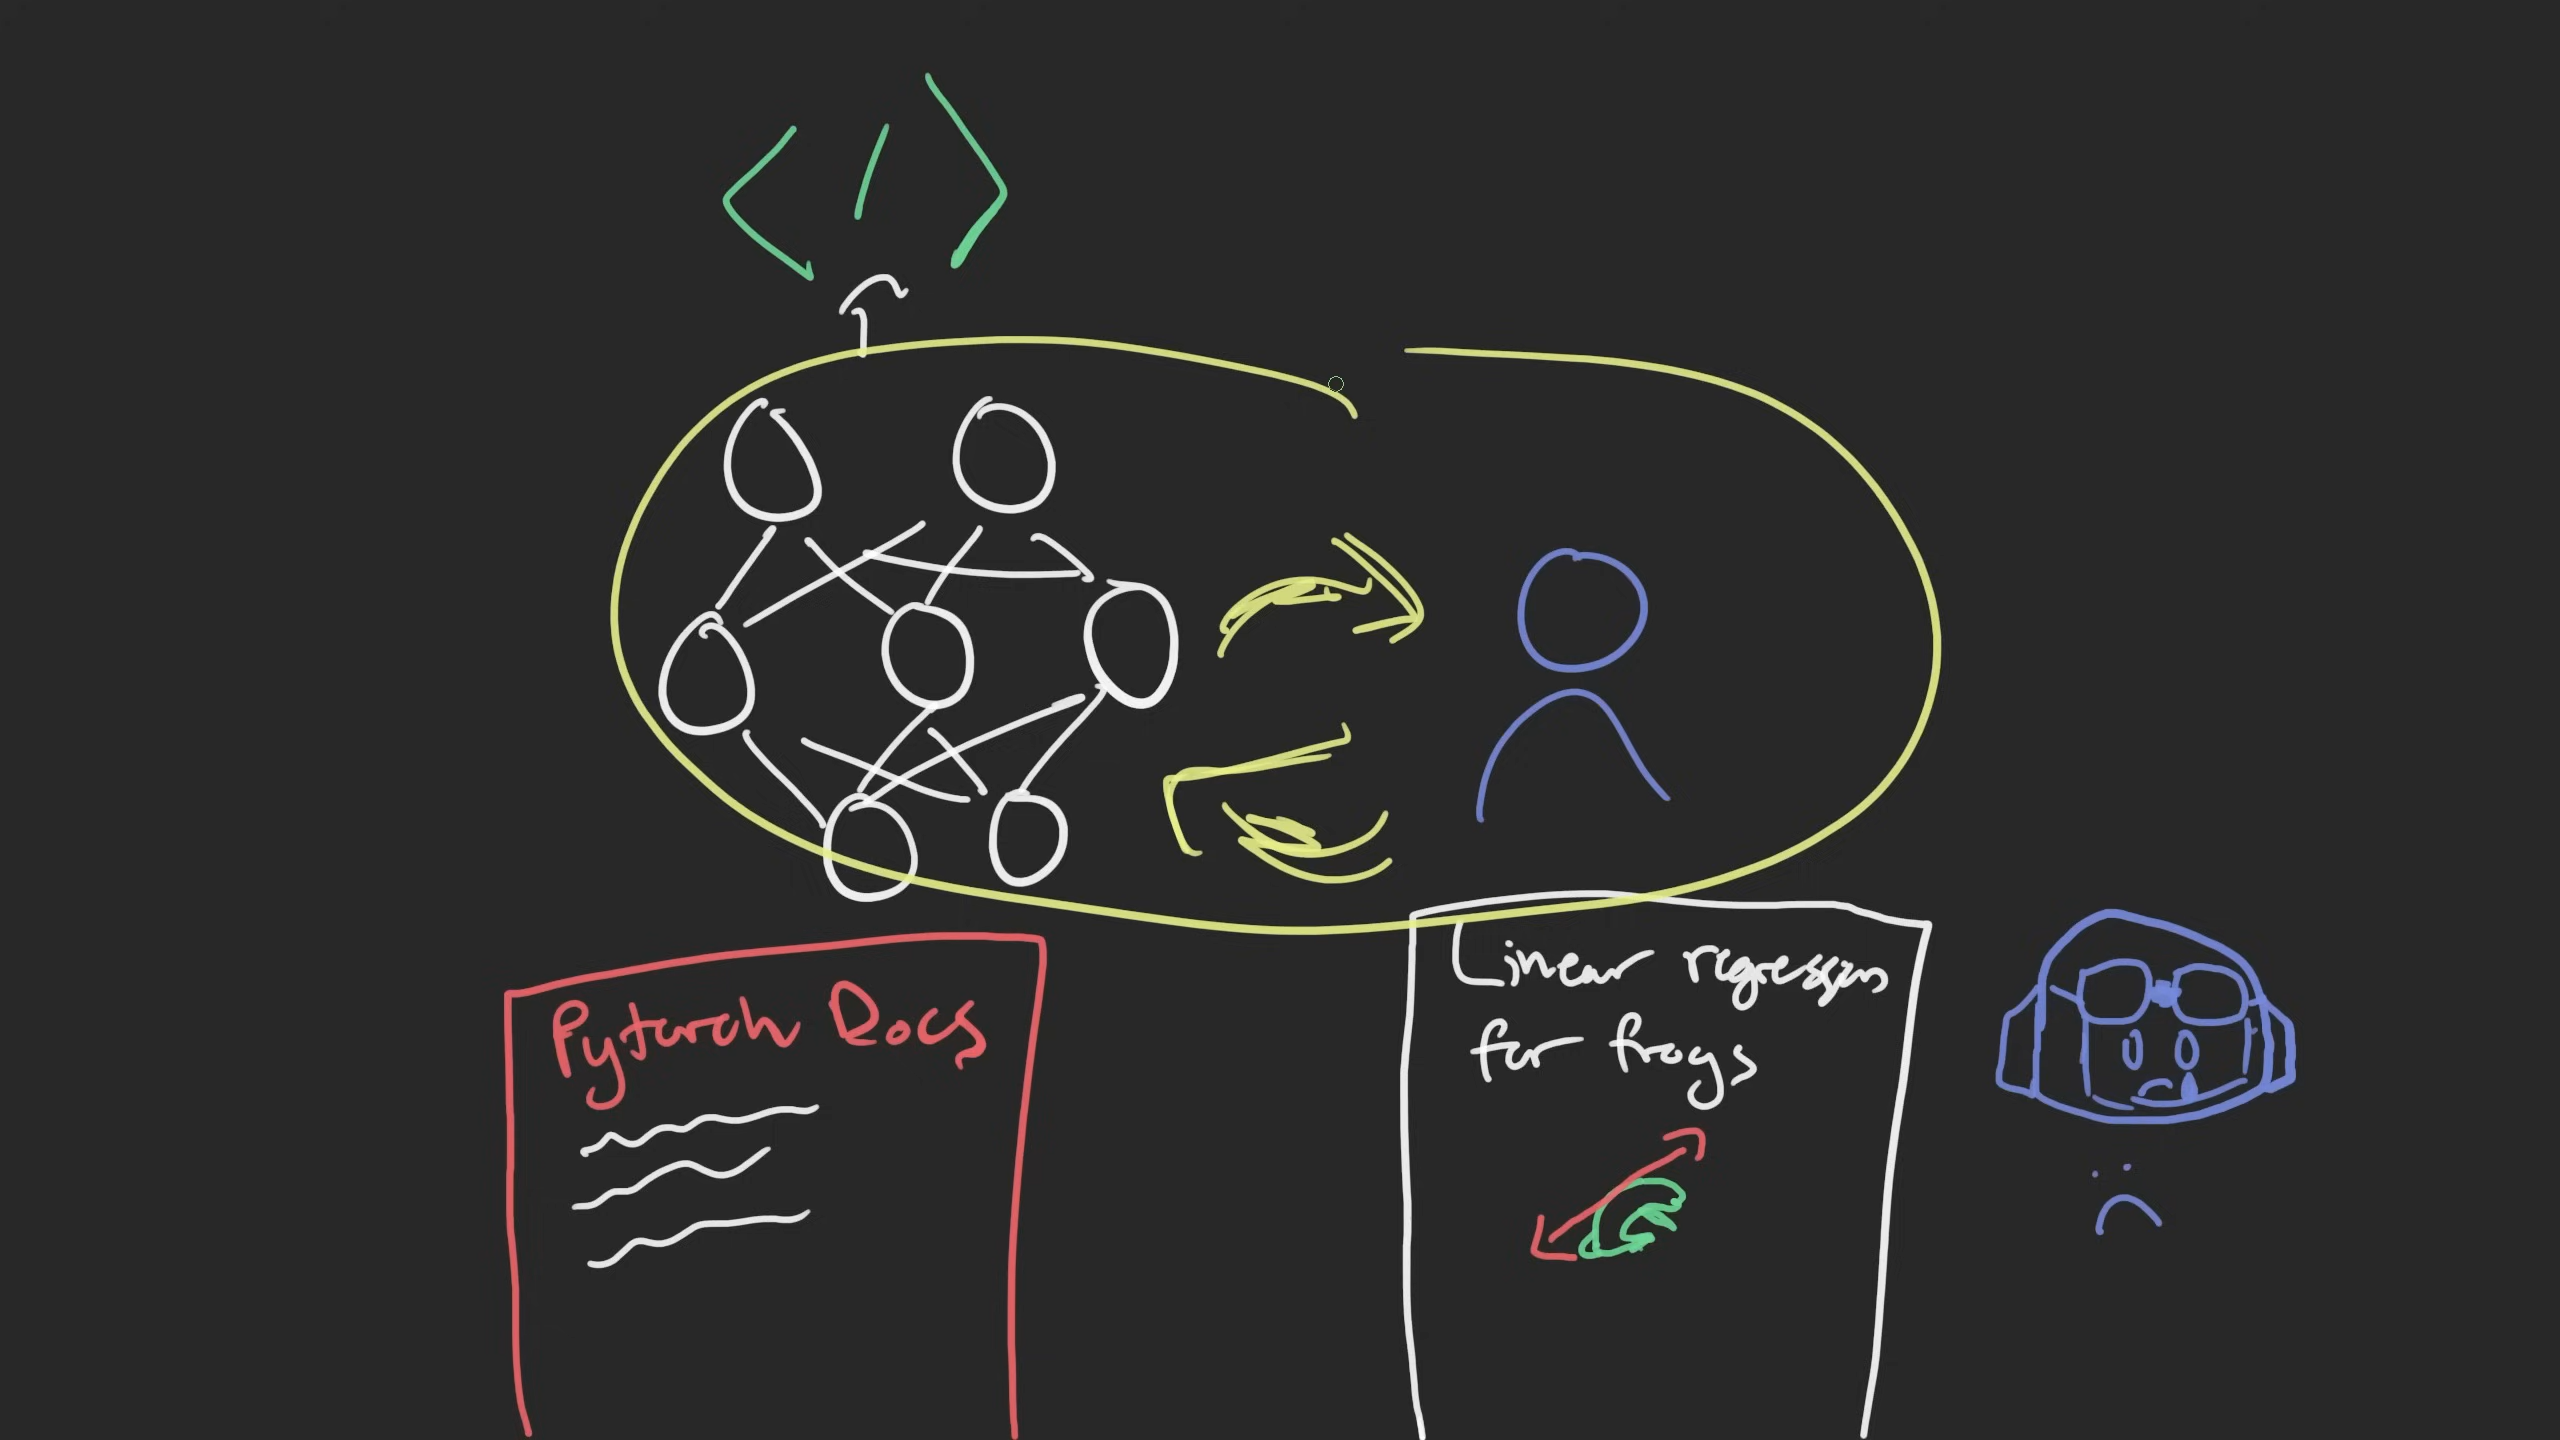 < / >
Pytorch Docs
Linear regression
for frogs